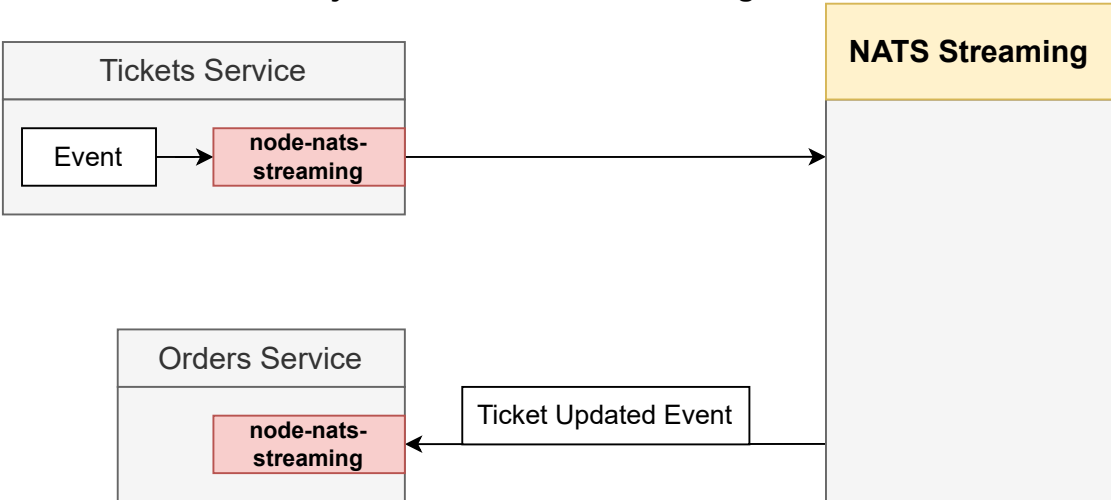 NATS Streaming
Tickets Service
Event
node-nats-
streaming
Orders Service
Ticket Updated Event
node-nats-
streaming